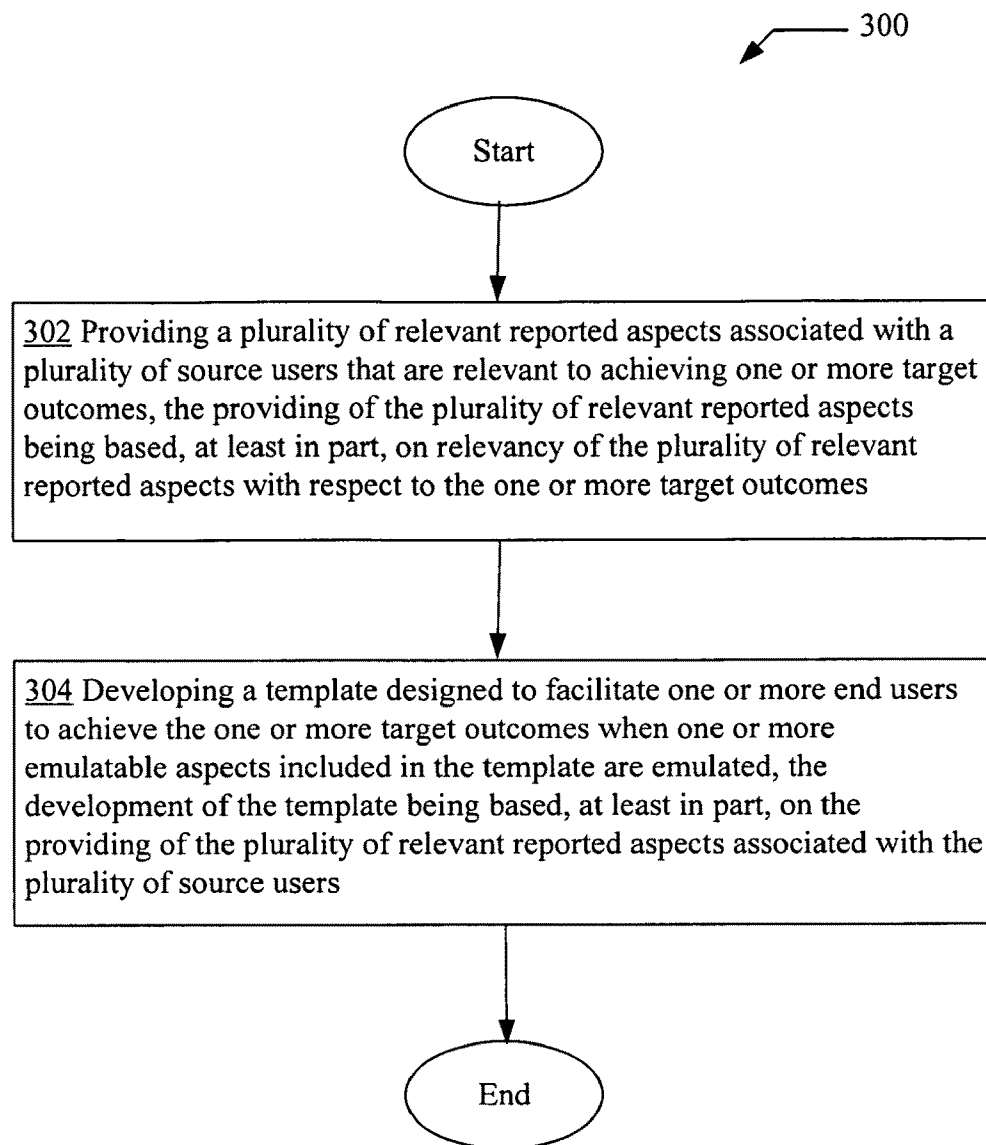 300
Start
302 Providing a plurality of relevant reported aspects associated with a
plurality of source users that are relevant to achieving one or more target
outcomes, the providing of the plurality of relevant reported aspects
being based, at least in part, on relevancy of the plurality of relevant
reported aspects with respect to the one or more target outcomes
304 Developing a template designed to facilitate one or more end users
to achieve the one or more target outcomes when one or more
emulatable aspects included in the template are emulated, the
development of the template being based, at least in part, on the
providing of the plurality of relevant reported aspects associated with the
plurality of source users
End